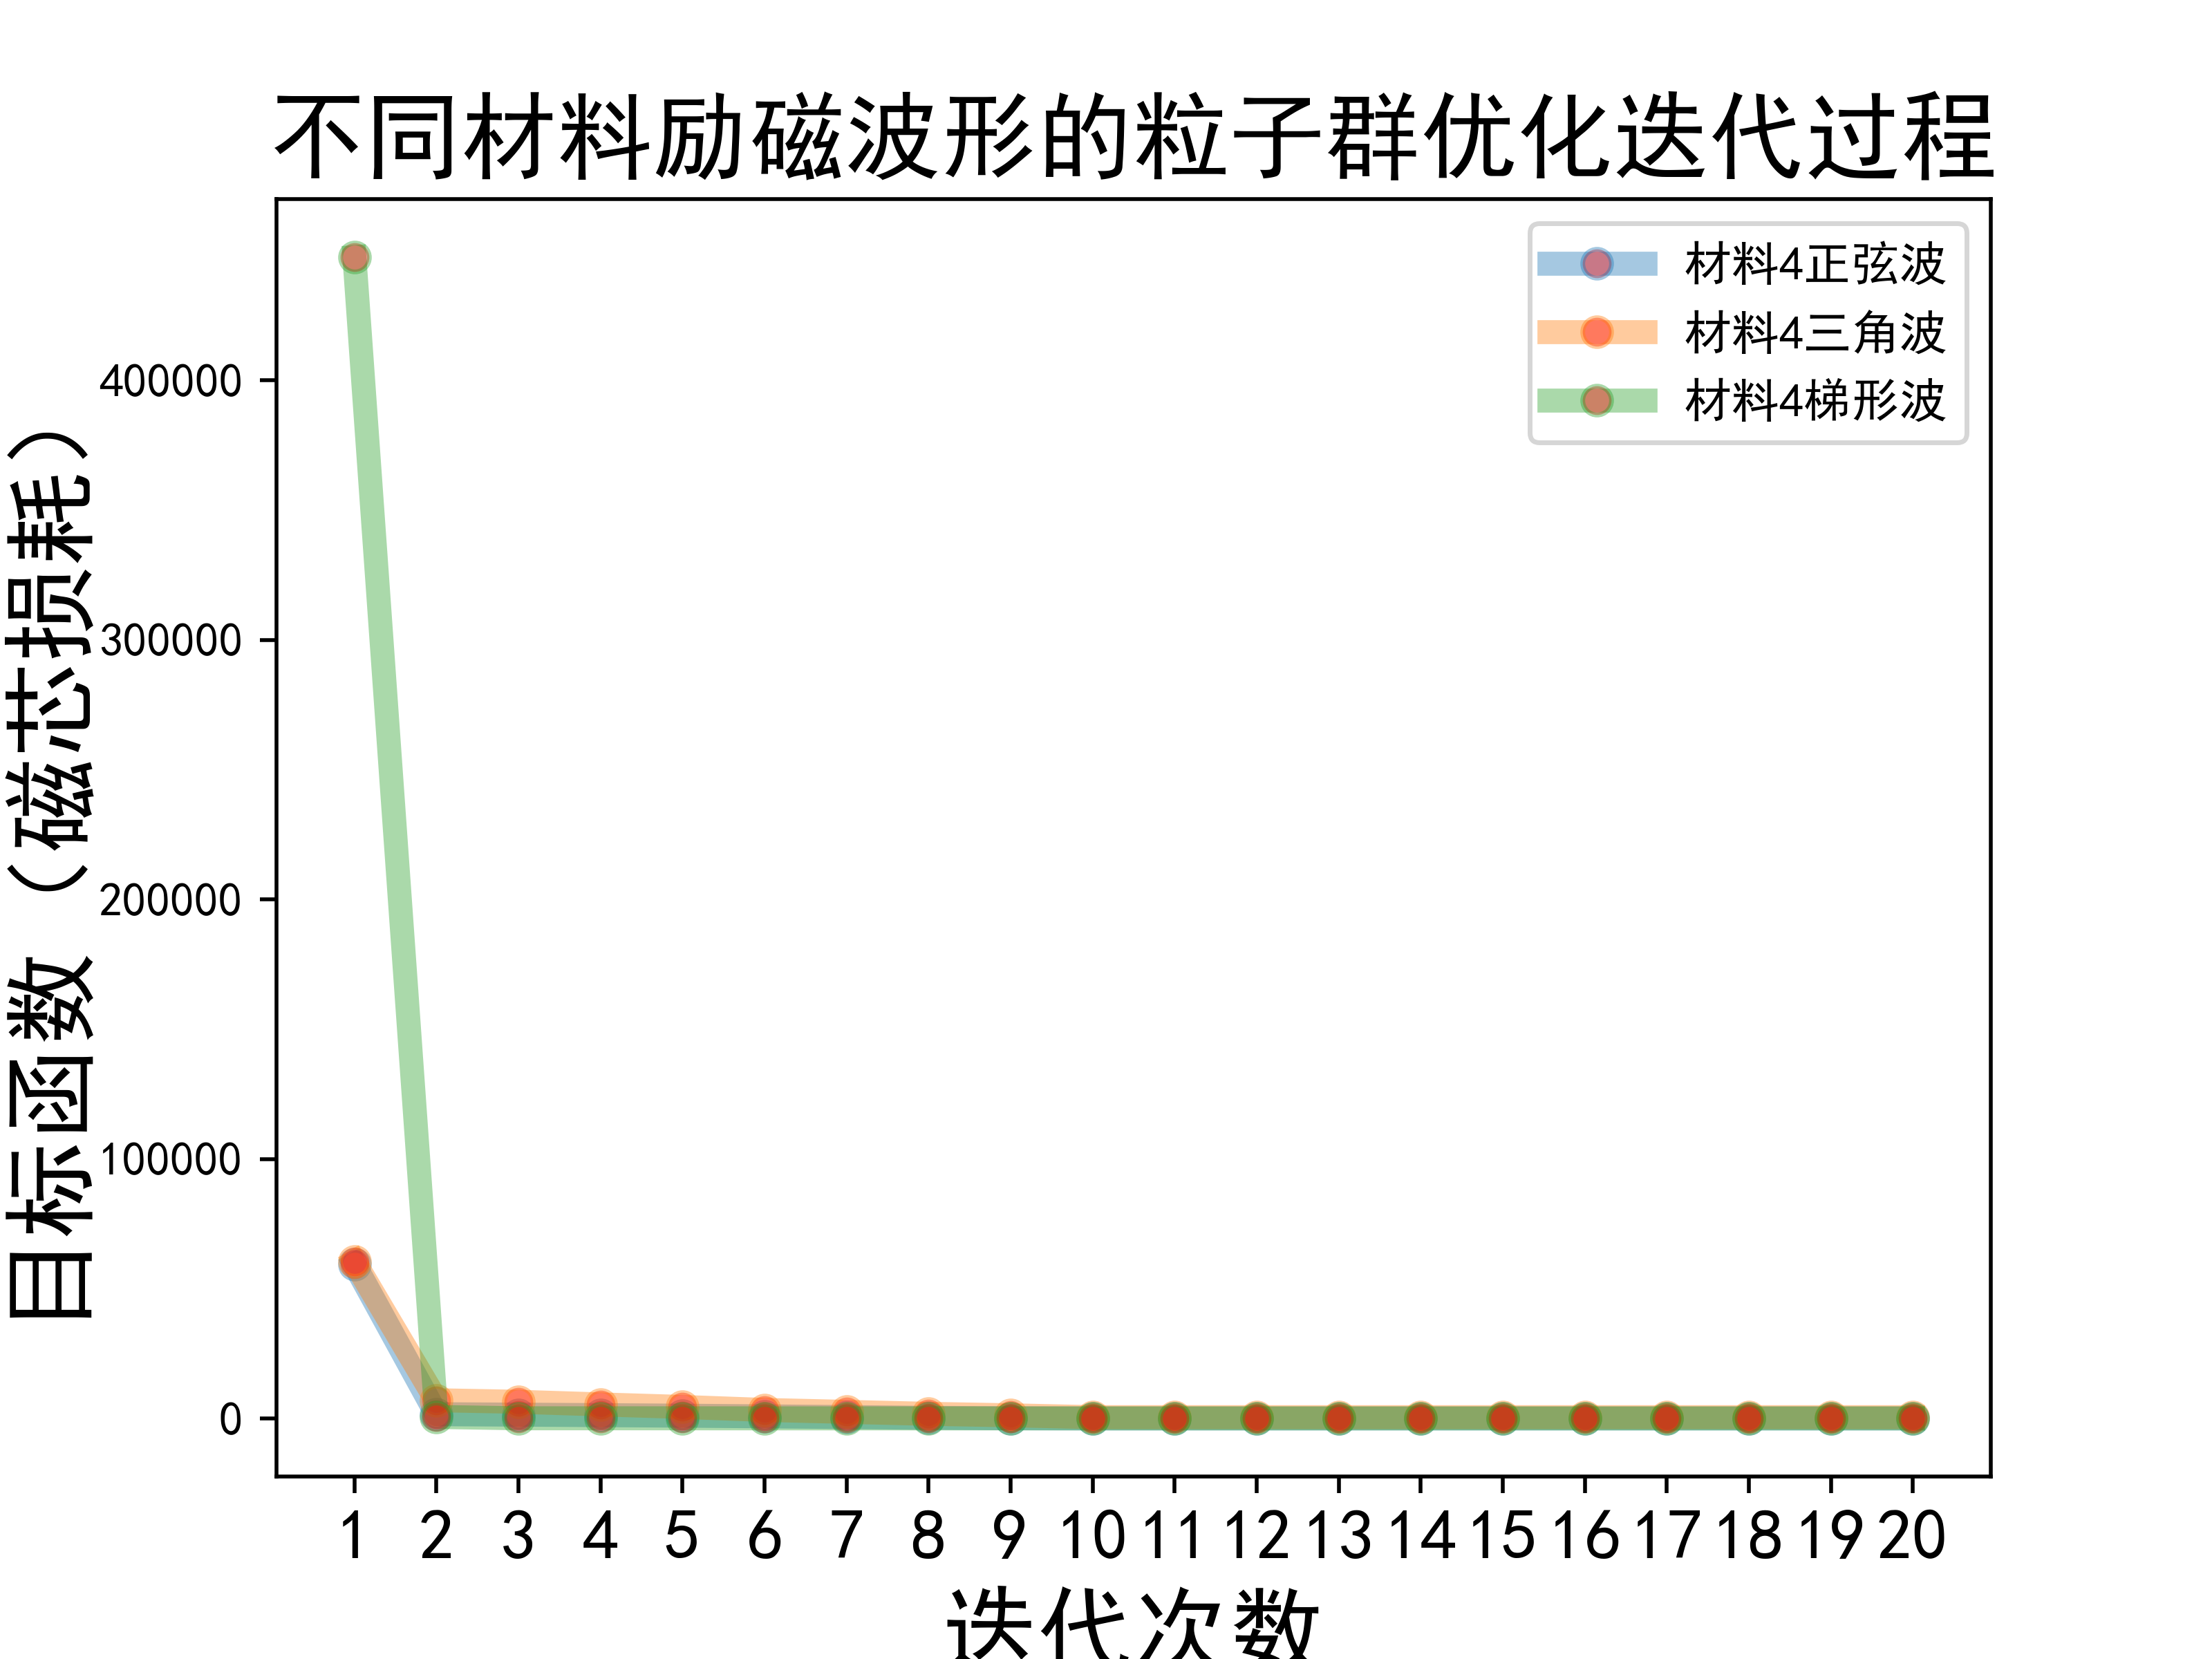 不同材料励磁波形的粒子群优化迭代过程
材料4正弦波
材料4三角波
材料4梯形波
目标函数（磁芯损耗）
400000
300000
200000
100000
0
1 2 3 4 5 6 7 8 9 10 11 12 13 14 15 16 17 18 19 20
迭代次数